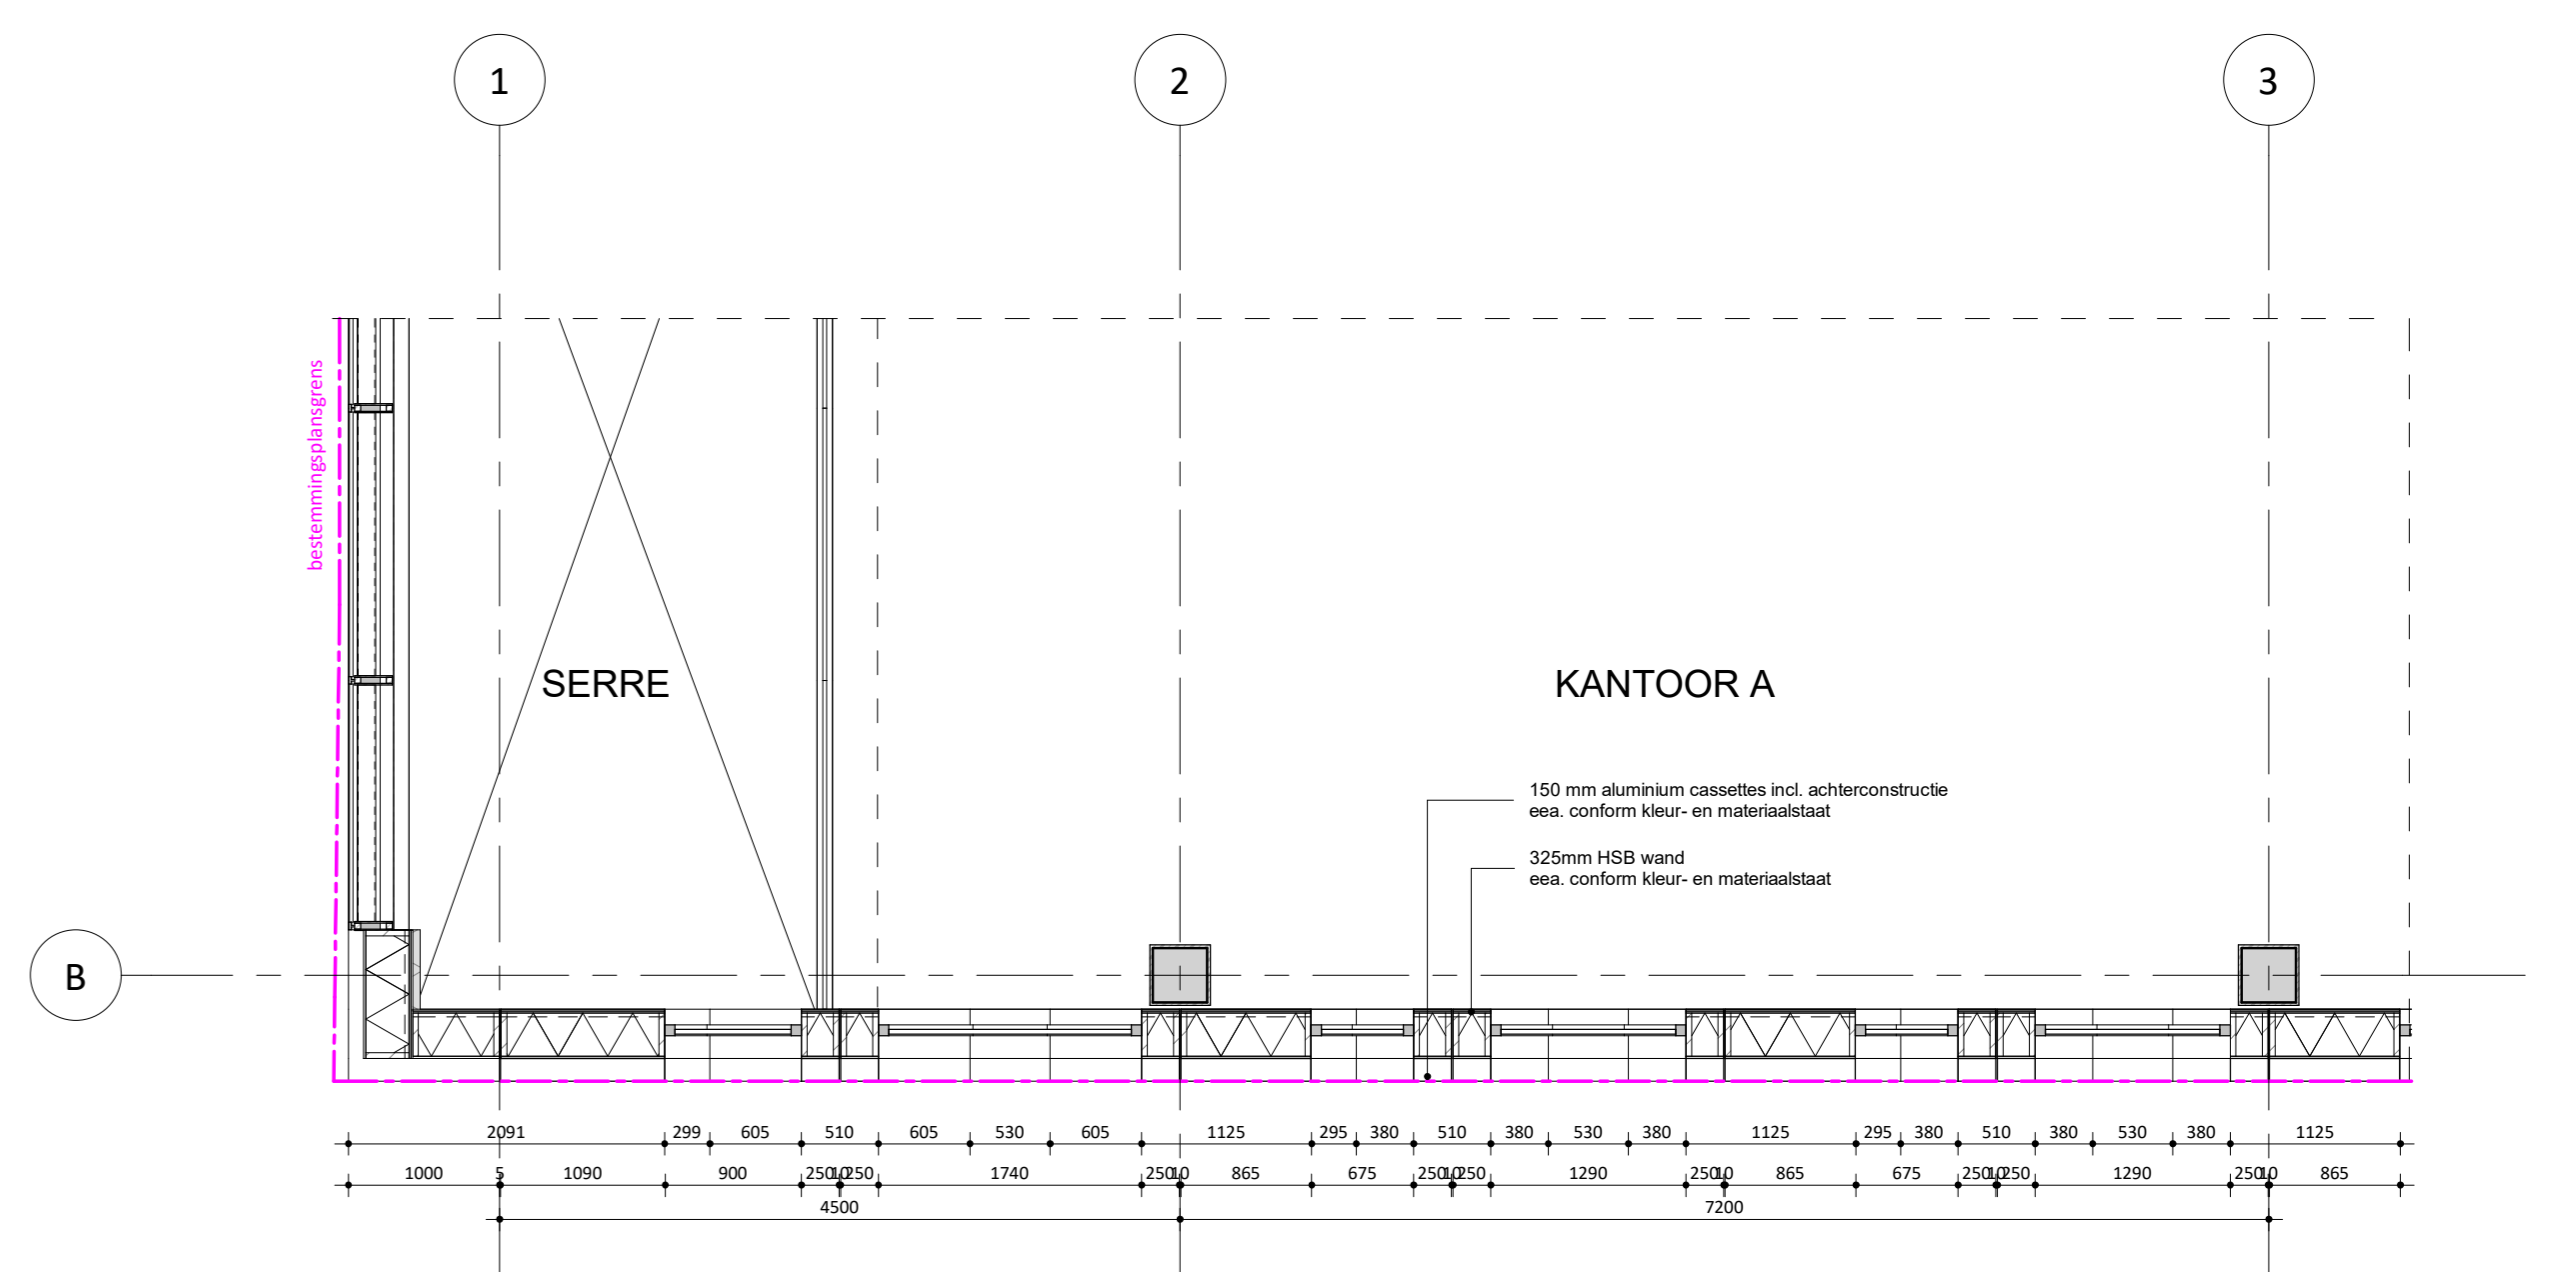 1
2
3
bestemmingsplansgrens
SERRE
KANTOOR A
150 mm aluminium cassettes incl. achterconstructie
eea. conform kleur- en materiaalstaat
325mm HSB wand
eea. conform kleur- en materiaalstaat
B
2091 299 605 510 605 530 605 1125 295 380 510 380 530 380 1125 295 380 510 380 530 380 1125
1000 5 1090 900 250 10 250 1740 250 10 865 675 250 10 250 1290 250 10 865 675 250 10 250 1290 250 10 865
4500 7200